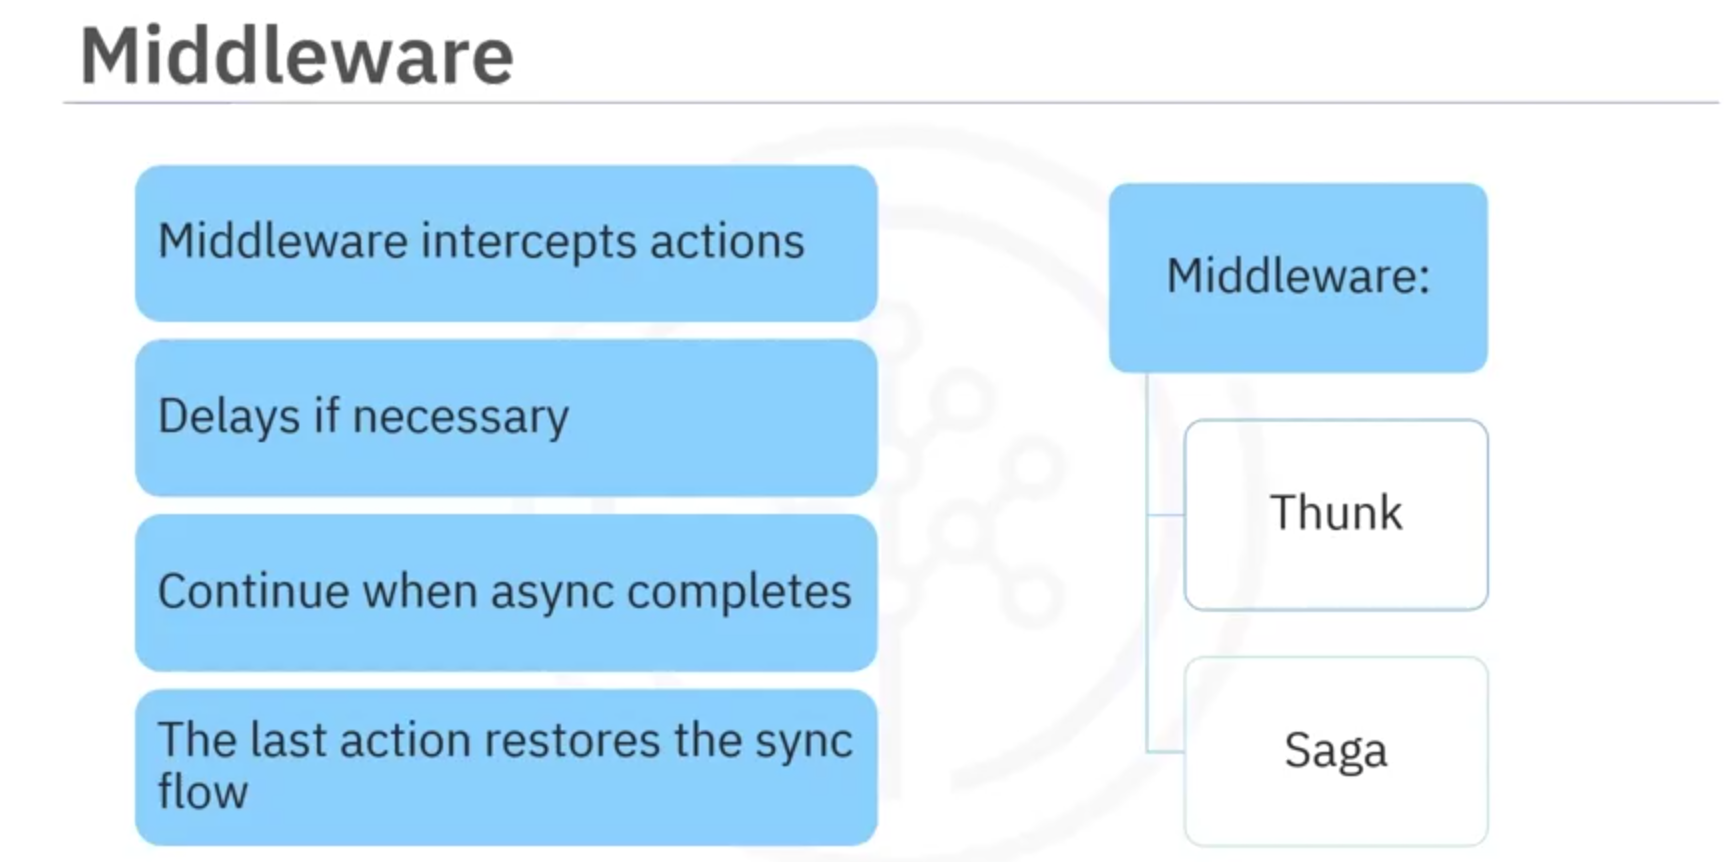 Middleware
Middleware intercepts actions
Delays if necessary
Continue when async completes
The last action restores the sync
flow
Middleware:
Thunk
Saga